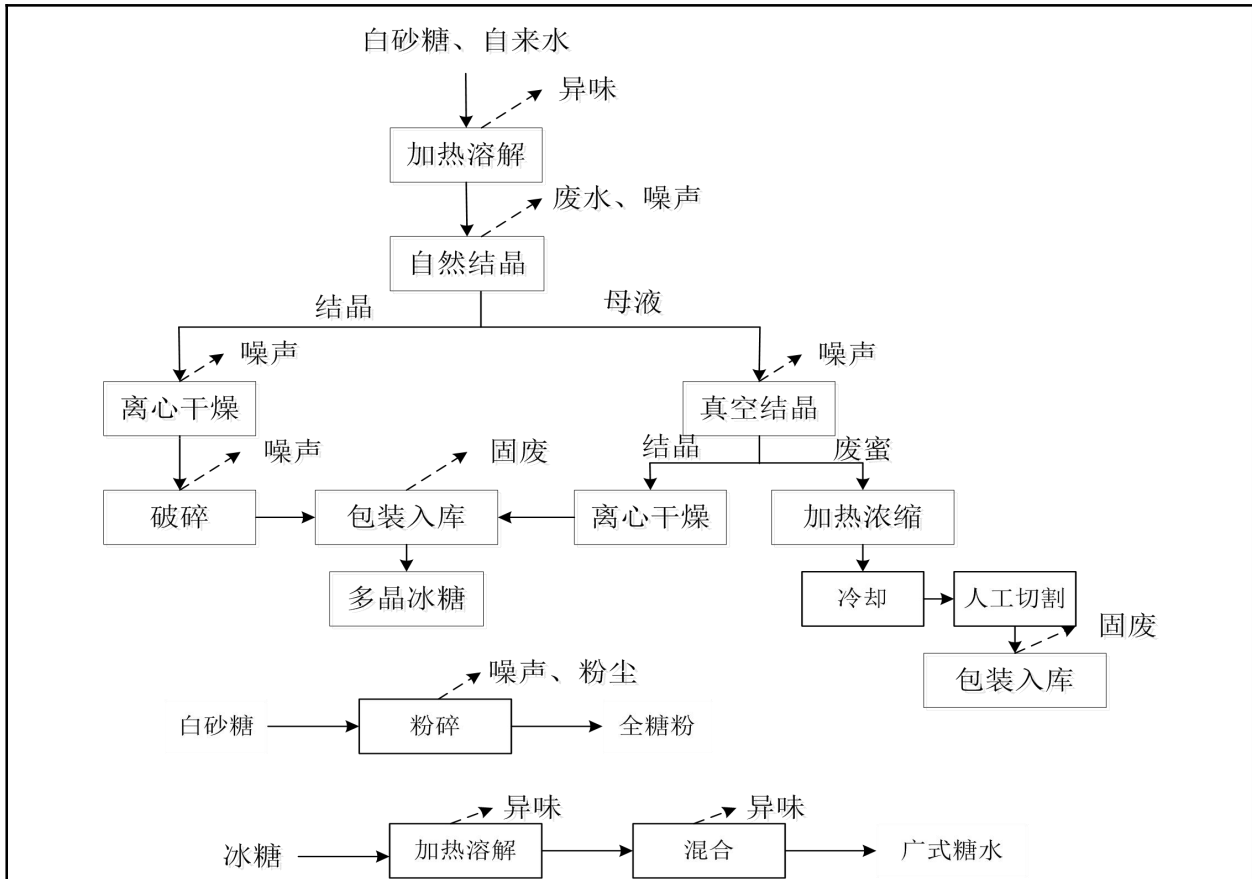 白砂糖、自来水
异味
加热溶解
废水、噪声
自然结晶
结晶
母液
噪声
噪声
离心干燥
真空结晶
噪声
固废
结晶
废蜜
破碎
包装入库
离心干燥
加热浓缩
多晶冰糖
冷却
人工切割
固废
包装入库
噪声、粉尘
白砂糖
粉碎
全糖粉
异味
异味
冰糖
加热溶解
混合
广式糖水